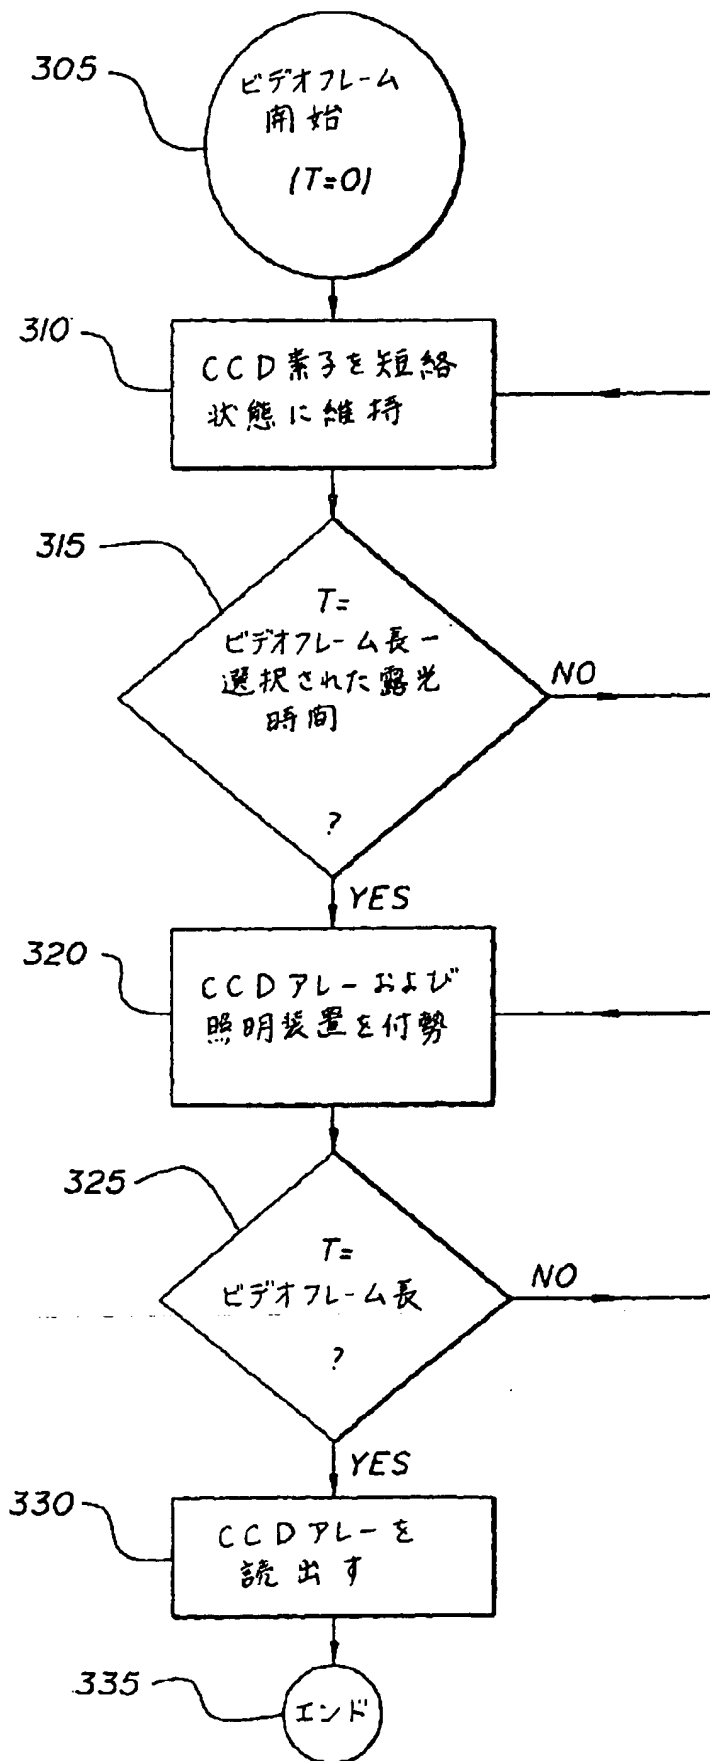 305
ビデオフレーム
開始
(T=0)
310
CCD素子を短絡
状態に維持
315
T=
ビデオフレーム長ー
選択された露光
時間
?
NO
YES
320
CCDアレーおよび
照明装置を付勢
325
T=
ビデオフレーム長
?
NO
YES
330
CCDアレーを
読出す
335
エンド